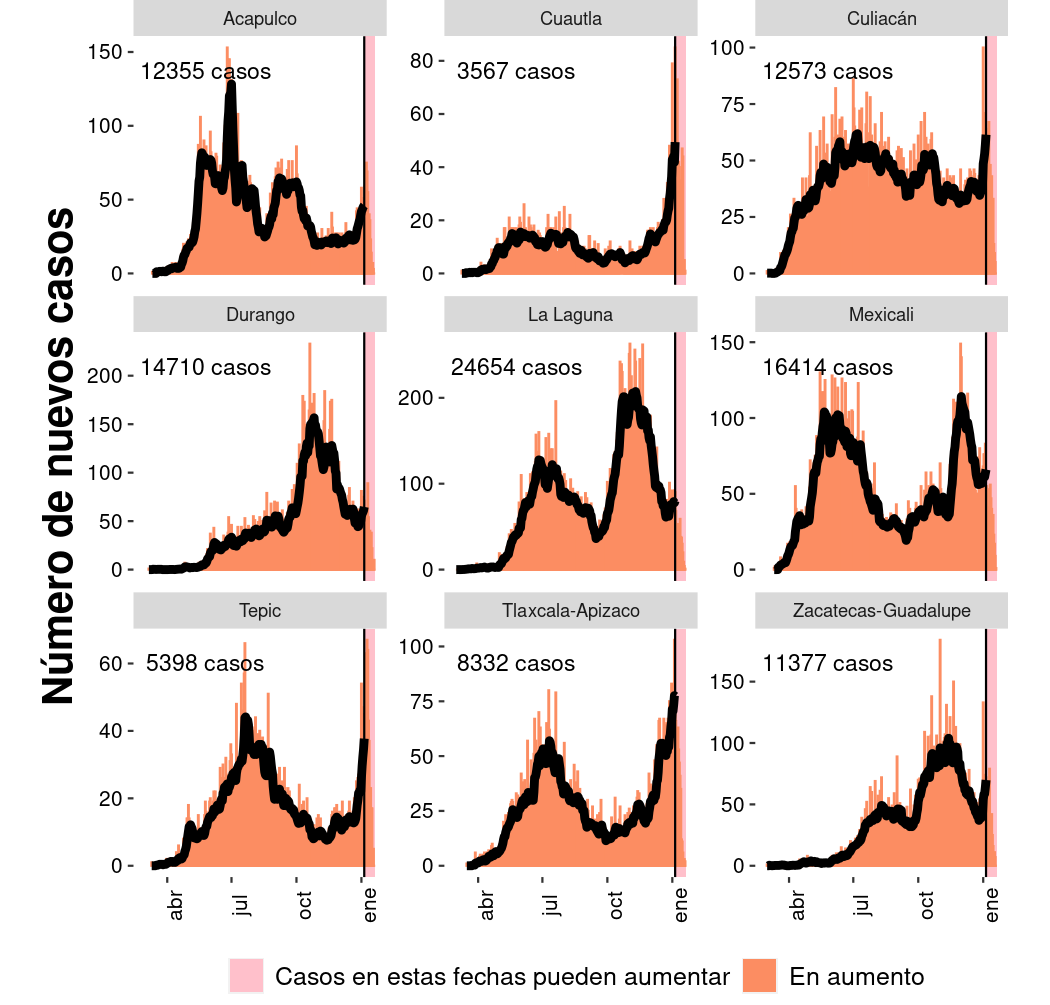 Número de nuevos casos
Acapulco
Cuautla
Culiacán
12355 casos
3567 casos
12573 casos
150
100
50
0
80
60
40
20
0
100
75
50
25
0
Durango
La Laguna
Mexicali
14710 casos
24654 casos
16414 casos
200
150
100
50
0
200
100
0
150
100
50
0
Tepic
Tlaxcala-Apizaco
Zacatecas-Guadalupe
5398 casos
8332 casos
11377 casos
60
40
20
0
100
75
50
25
0
150
100
50
0
abr
jul
oct
ene
abr
jul
oct
ene
abr
jul
oct
ene
Casos en estas fechas pueden aumentar
En aumento